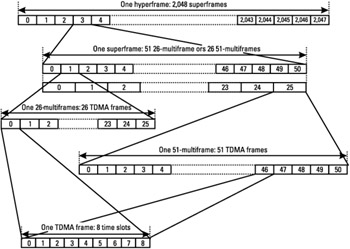 One hyperframe: 2,048 superframes
0 1 2 3 4 2,043 2,044 2,045 2,046 2,047
One superframe: 51 26-multiframe ors 26 51-multiframes
0 1 2 3 4 46 47 48 49 50
0 1 2 23 24 25
One 26-multiframes: 26 TDMA frames
0 1 2 23 24 25
One 51-multiframe: 51 TDMA frames
0 1 2 3 4 46 47 48 49 50
One TDMA frame: 8 time slots
0 1 2 3 4 5 6 7 8